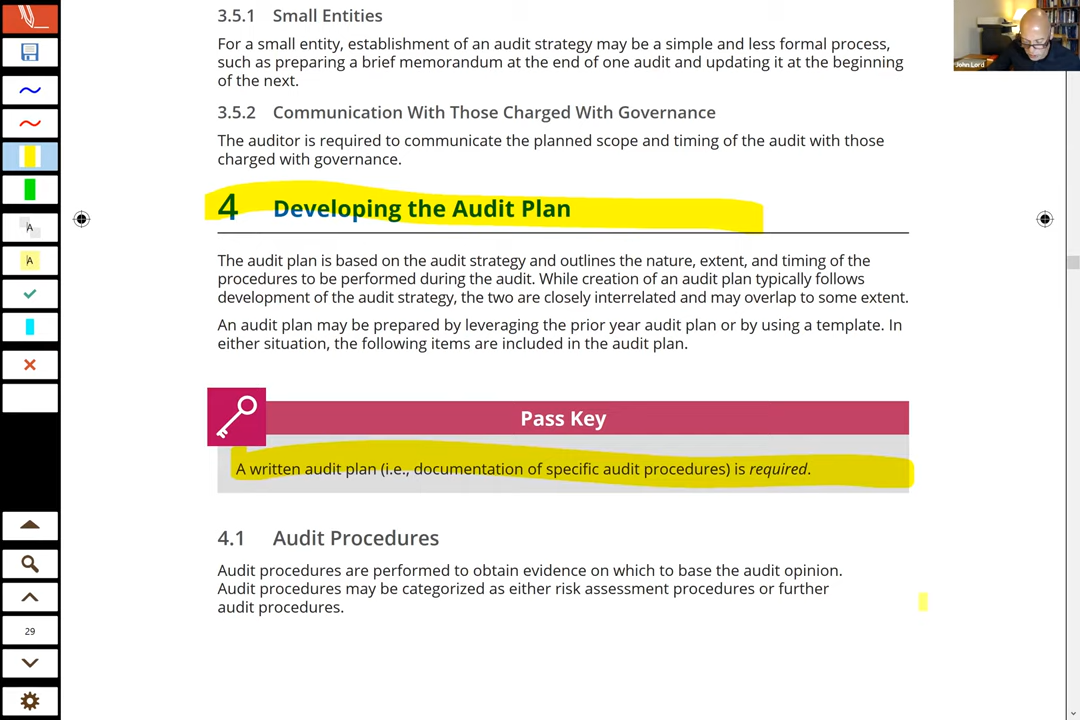 3.5.1 Small Entities
For a small entity, establishment of an audit strategy may be a simple and less formal process,
such as preparing a brief memorandum at the end of one audit and updating it at the beginning
of the next.
3.5.2 Communication With Those Charged With Governance
The auditor is required to communicate the planned scope and timing of the audit with those
charged with governance.
4 Developing the Audit Plan
The audit plan is based on the audit strategy and outlines the nature, extent, and timing of the
procedures to be performed during the audit. While creation of an audit plan typically follows
development of the audit strategy, the two are closely interrelated and may overlap to some extent.
An audit plan may be prepared by leveraging the prior year audit plan or by using a template. In
either situation, the following items are included in the audit plan.
Pass Key
A written audit plan (i.e., documentation of specific audit procedures) is required.
4.1 Audit Procedures
Audit procedures are performed to obtain evidence on which to base the audit opinion.
Audit procedures may be categorized as either risk assessment procedures or further
audit procedures.
John Lord
A
A
29